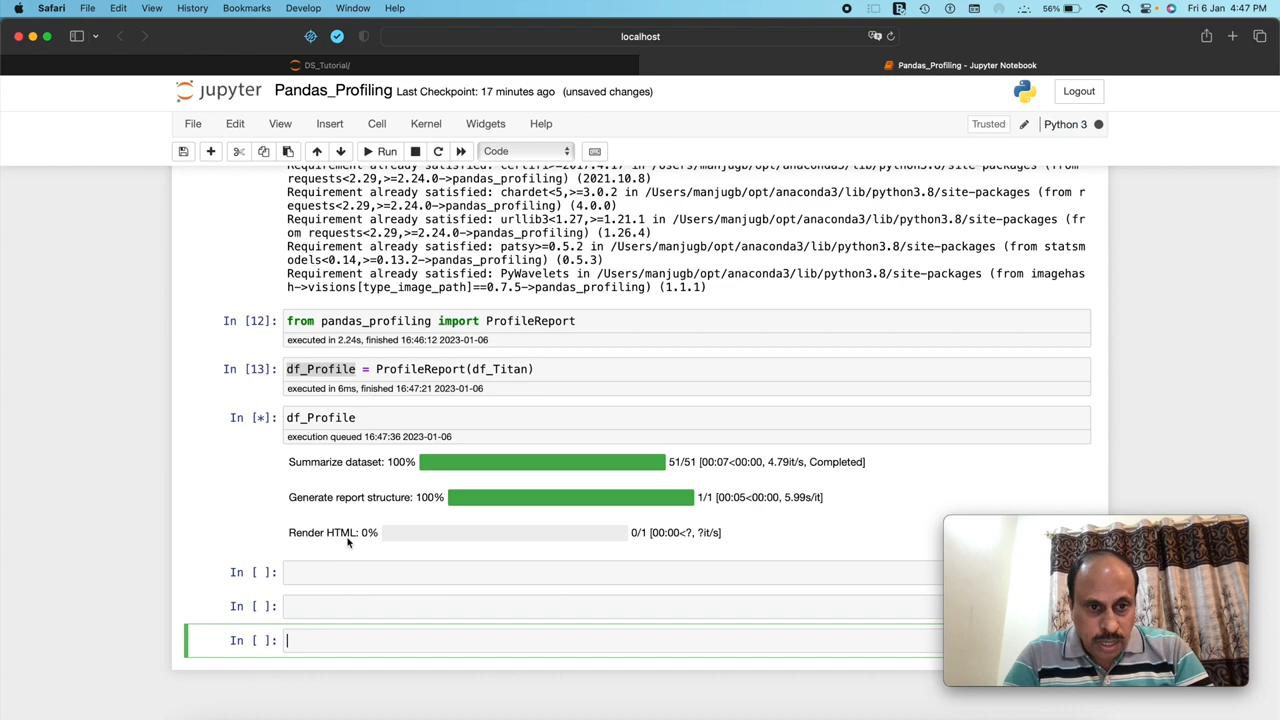 Safari File Edit View History Bookmarks Develop Window Help 56% Fri 6 Jan 4:47 PM
localhost
DS_Tutorial/ Pandas_Profiling - Jupyter Notebook
jupyter Pandas_Profiling Last Checkpoint: 17 minutes ago (unsaved changes) Logout
File Edit View Insert Cell Kernel Widgets Help Trusted Python 3
Run Code
requests<2.29,>=2.24.0->pandas_profiling) (2021.10.8)
Requirement already satisfied: chardet<5,>=3.0.2 in /Users/manjugb/opt/anaconda3/lib/python3.8/site-packages (from r
equests<2.29,>=2.24.0->pandas_profiling) (4.0.0)
Requirement already satisfied: urllib3<1.27,>=1.21.1 in /Users/manjugb/opt/anaconda3/lib/python3.8/site-packages (fr
om requests<2.29,>=2.24.0->pandas_profiling) (1.26.4)
Requirement already satisfied: patsy>=0.5.2 in /Users/manjugb/opt/anaconda3/lib/python3.8/site-packages (from statsm
odels<0.14,>=0.13.2->pandas_profiling) (0.5.3)
Requirement already satisfied: PyWavelets in /Users/manjugb/opt/anaconda3/lib/python3.8/site-packages (from imagehas
h->visions[type_image_path]==0.7.5->pandas_profiling) (1.1.1)
In [12]: from pandas_profiling import ProfileReport
executed in 2.24s, finished 16:46:12 2023-01-06
In [13]: df_Profile = ProfileReport(df_Titan)
executed in 6ms, finished 16:47:21 2023-01-06
In [*]: df_Profile
execution queued 16:47:36 2023-01-06
Summarize dataset: 100% 51/51 [00:07<00:00, 4.79it/s, Completed]
Generate report structure: 100% 1/1 [00:05<00:00, 5.99s/it]
Render HTML: 0% 0/1 [00:00<?, ?it/s]
In [ ]:
In [ ]:
In [ ]: